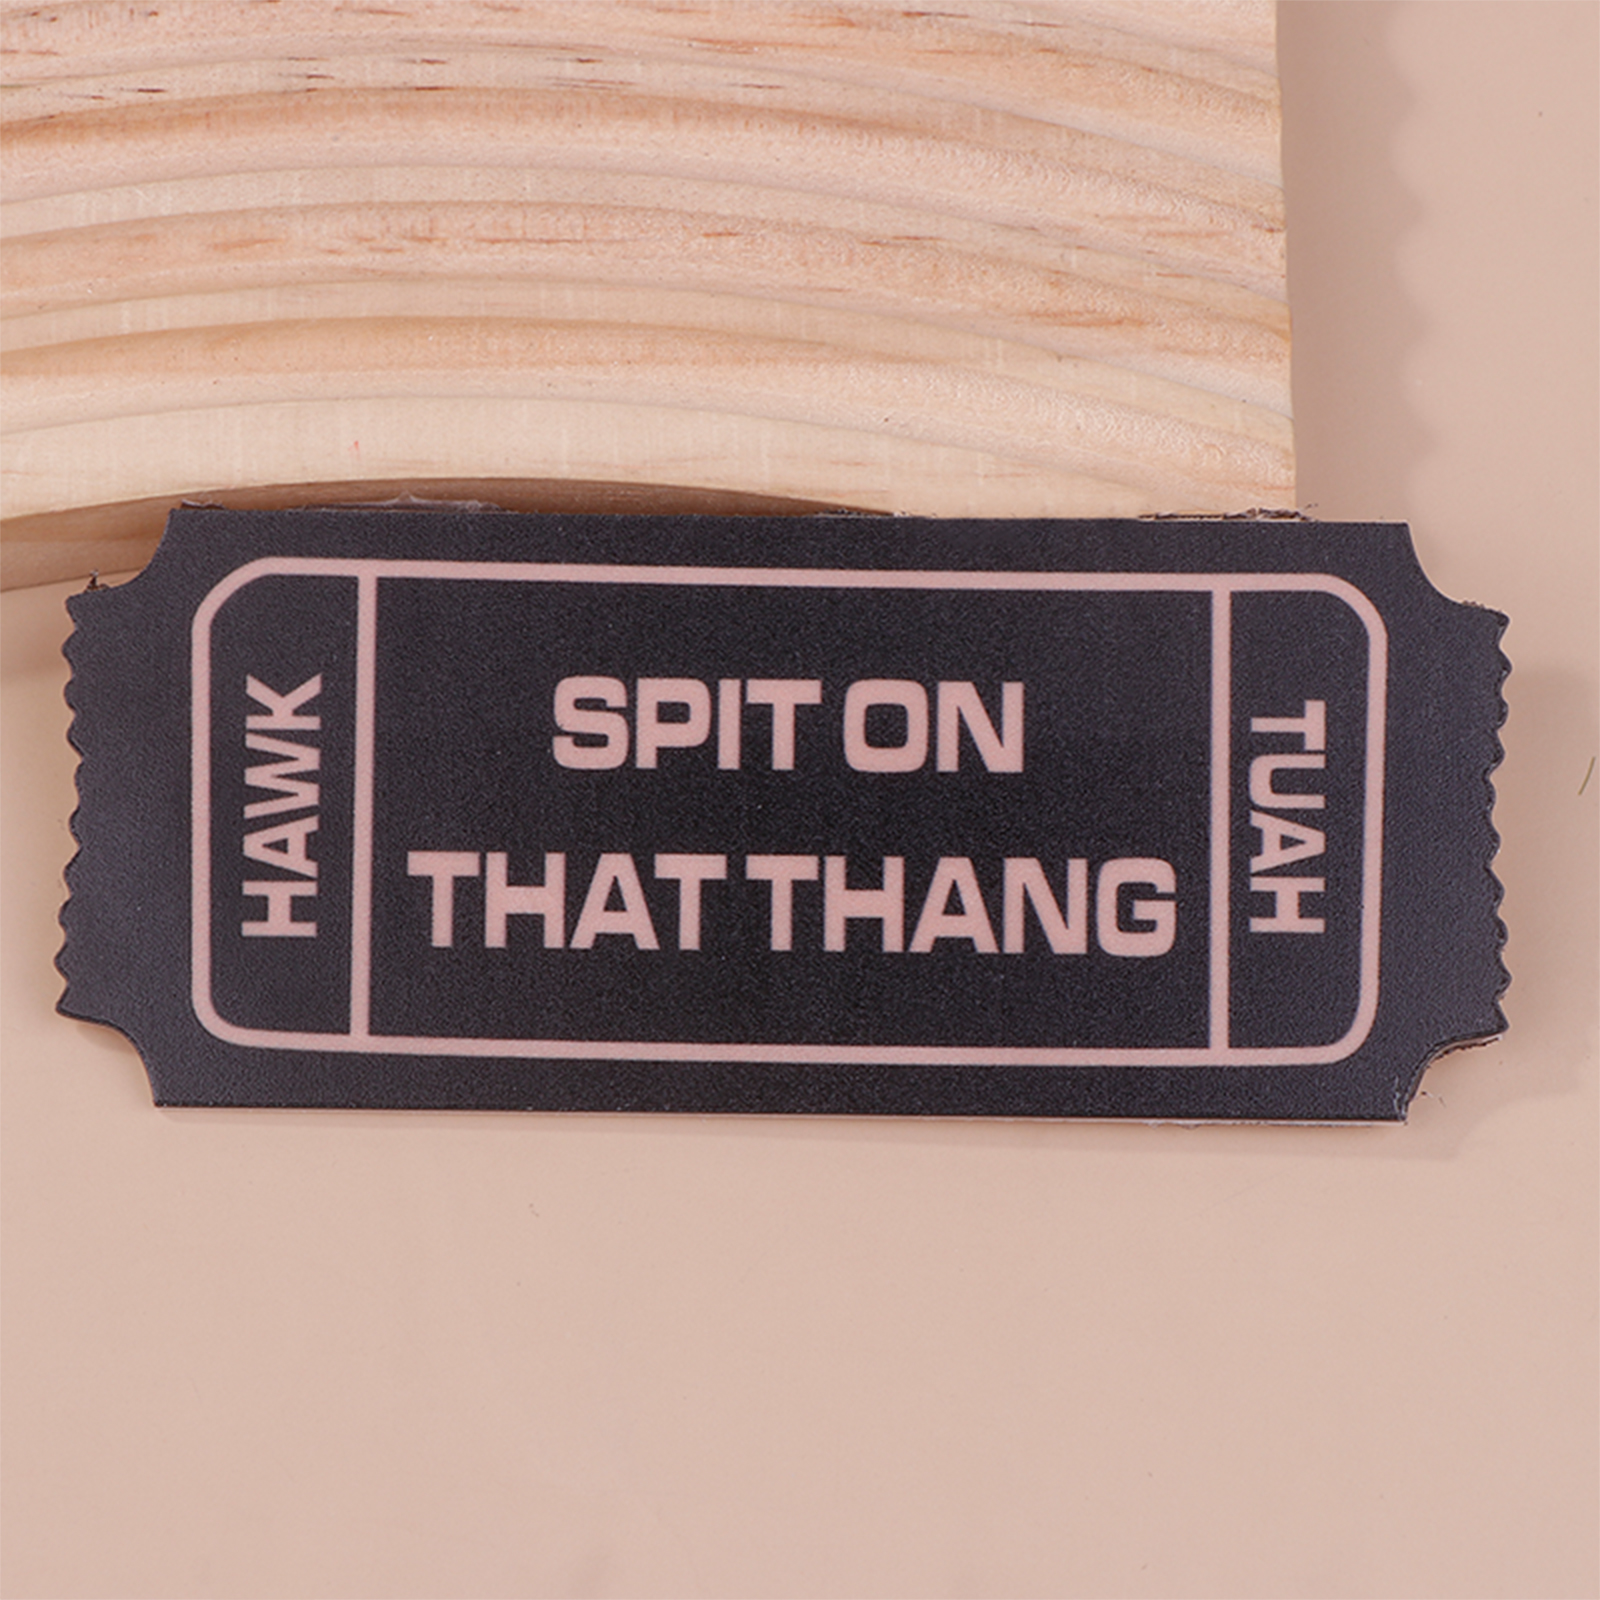 HAWK
SPIT ON
THAT THANG
TUAH